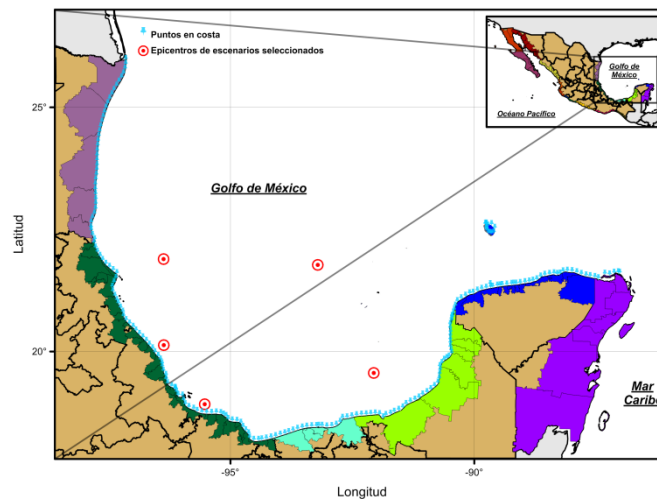 Puntos en costa
Epicentros de escenarios seleccionados
Golfo de
México
Océano Pacífico
25°
Golfo de México
Latitud
20°
Mar
Caribe
-95°
-90°
Longitud